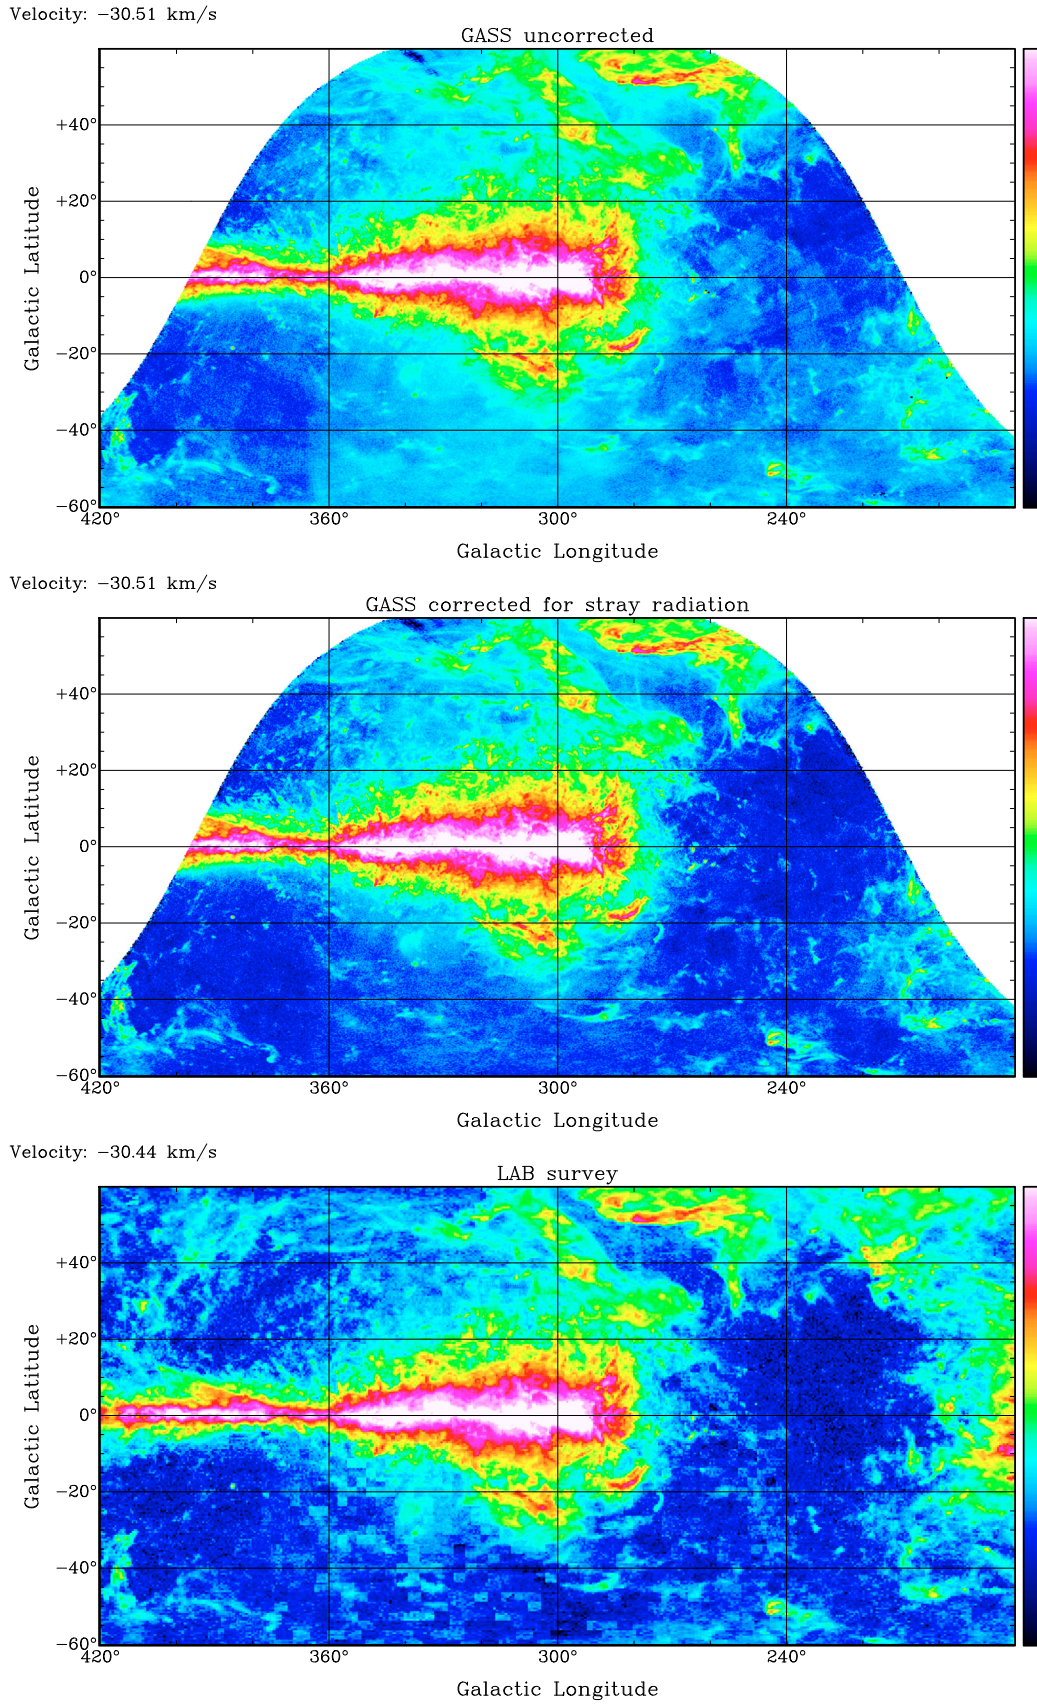 Velocity: −30.51 km/s
GASS uncorrected
+40°
+20°
0°
−20°
−40°
−60°
Galactic Latitude
420°
360°
300°
240°
Galactic Longitude
Velocity: −30.51 km/s
GASS corrected for stray radiation
+40°
+20°
0°
−20°
−40°
−60°
Galactic Latitude
420°
360°
300°
240°
Galactic Longitude
Velocity: −30.44 km/s
LAB survey
+40°
+20°
0°
−20°
−40°
−60°
Galactic Latitude
420°
360°
300°
240°
Galactic Longitude